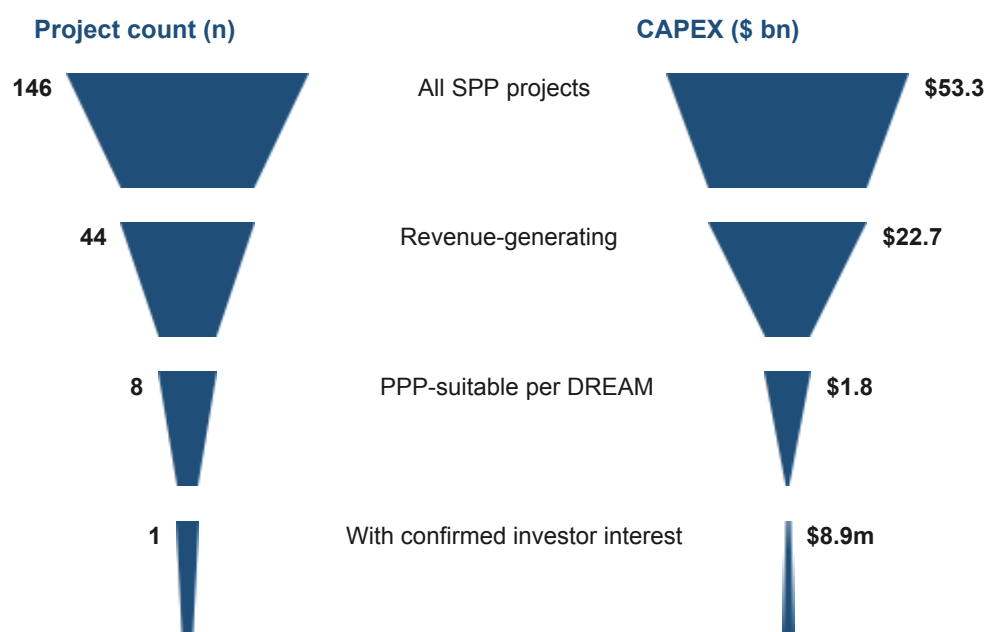 Project count (n) CAPEX ($ bn)
146 All SPP projects $53.3
44 Revenue-generating $22.7
8 PPP-suitable per DREAM $1.8
1 With confirmed investor interest $8.9m